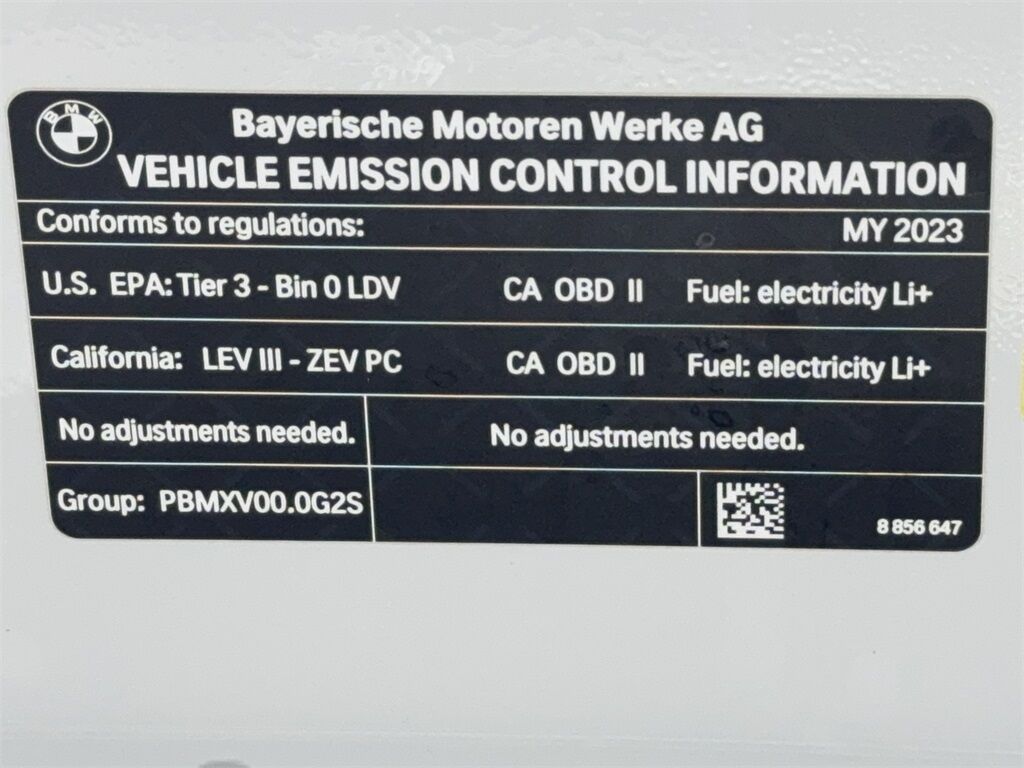 BMW
Bayerische Motoren Werke AG
VEHICLE EMISSION CONTROL INFORMATION
Conforms to regulations: MY 2023
U.S. EPA: Tier 3 - Bin 0 LDV CA OBD II Fuel: electricity Li+
California: LEV III - ZEV PC CA OBD II Fuel: electricity Li+
No adjustments needed. No adjustments needed.
Group: PBMXV00.0G2S 8 856 647